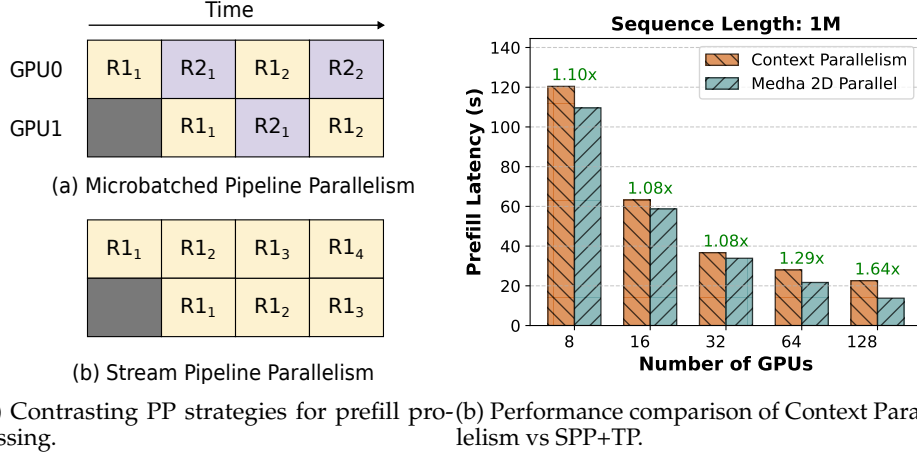 Time
GPU0 R1₁ R2₁ R1₂ R2₂
GPU1 R1₁ R2₁ R1₂
(a) Microbatched Pipeline Parallelism
R1₁ R1₂ R1₃ R1₄
R1₁ R1₂ R1₃
(b) Stream Pipeline Parallelism
) Contrasting PP strategies for prefill pro-
ssing.
Sequence Length: 1M
Context Parallelism
Medha 2D Parallel
Prefill Latency (s)
140
120
100
80
60
40
20
0
1.10x
1.08x
1.08x
1.29x
1.64x
8 16 32 64 128
Number of GPUs
(b) Performance comparison of Context Para
lelism vs SPP+TP.